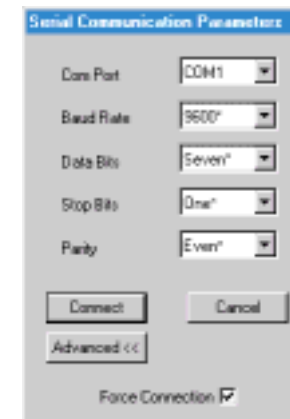 Serial Communication Parameters
Com Port COM1
Baud Rate 9600*
Data Bits Seven*
Stop Bits One*
Parity Even*
Connect Cancel
Advanced <<
Force Connection